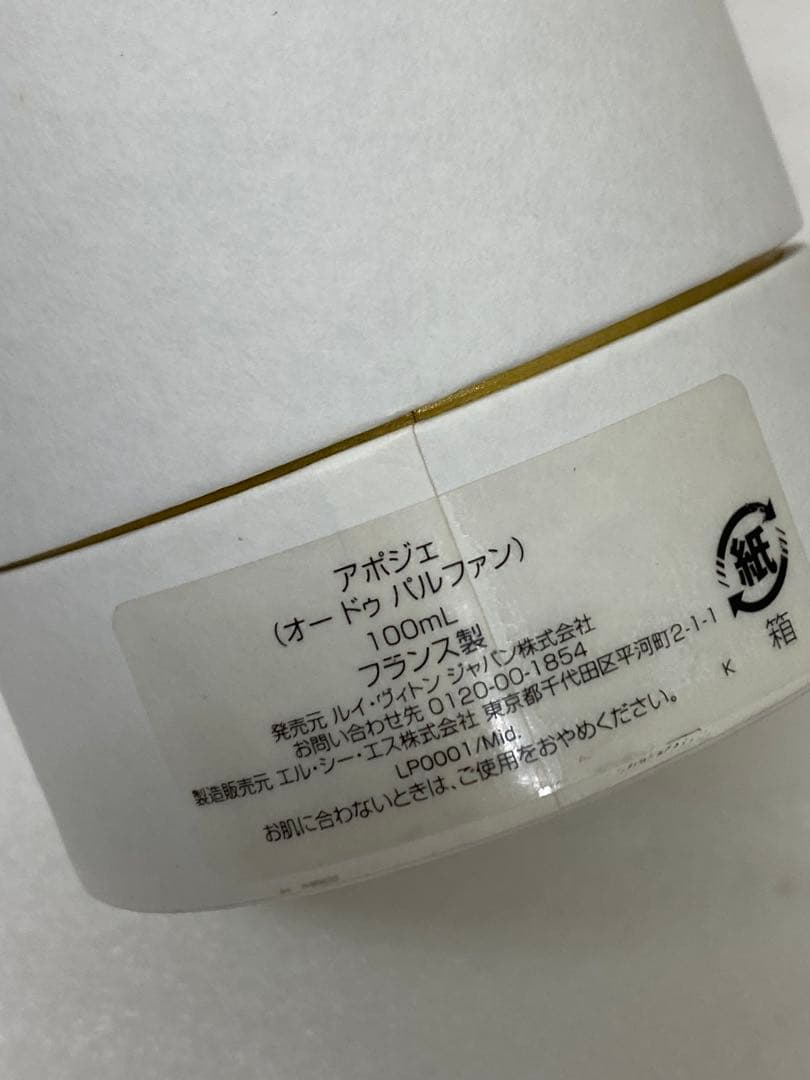 アポジェ
(オー ドゥ パルファン)
100mL
フランス製
発売元 ルイ・ヴィトン ジャパン株式会社
お問い合わせ先 0120-00-1854
製造販売元 エル・シー・エス株式会社 東京都千代田区平河町2-1-1
LP0001/Mid.
K
お肌に合わないときは、ご使用をおやめください。
紙
箱